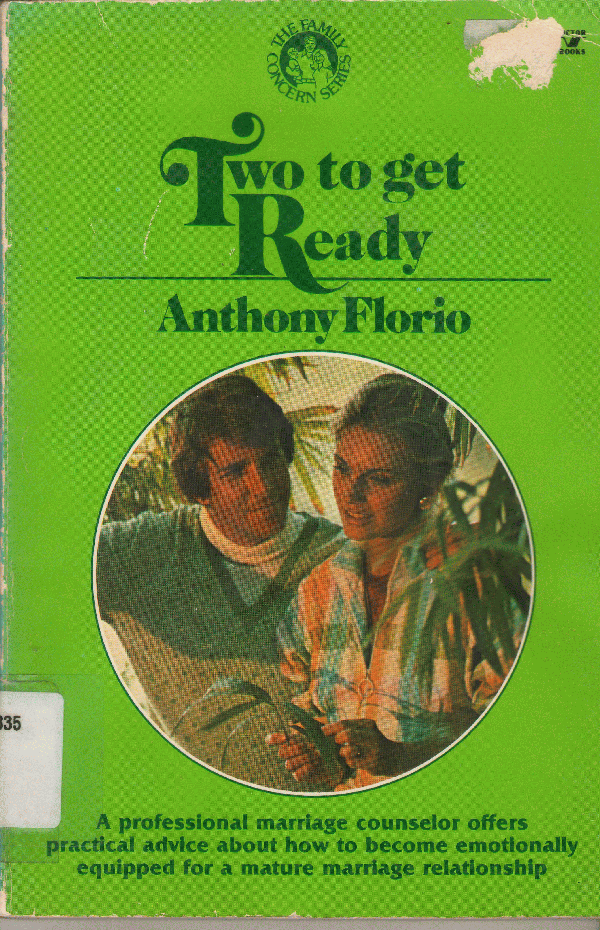 THE FAMILY
CONCERN SERIES
BOOKS
Two to get
Ready
Anthony Florio
335
A professional marriage counselor offers
practical advice about how to become emotionally
equipped for a mature marriage relationship